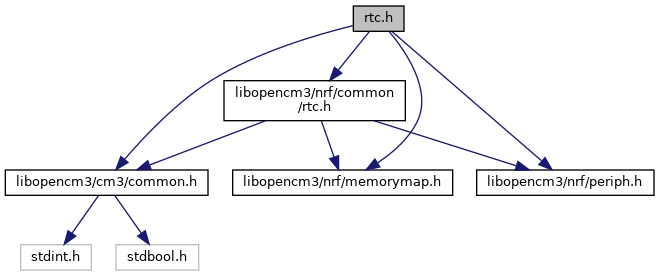 rtc.h
libopencm3/nrf/common
/rtc.h
libopencm3/cm3/common.h
libopencm3/nrf/memorymap.h
libopencm3/nrf/periph.h
stdint.h
stdbool.h